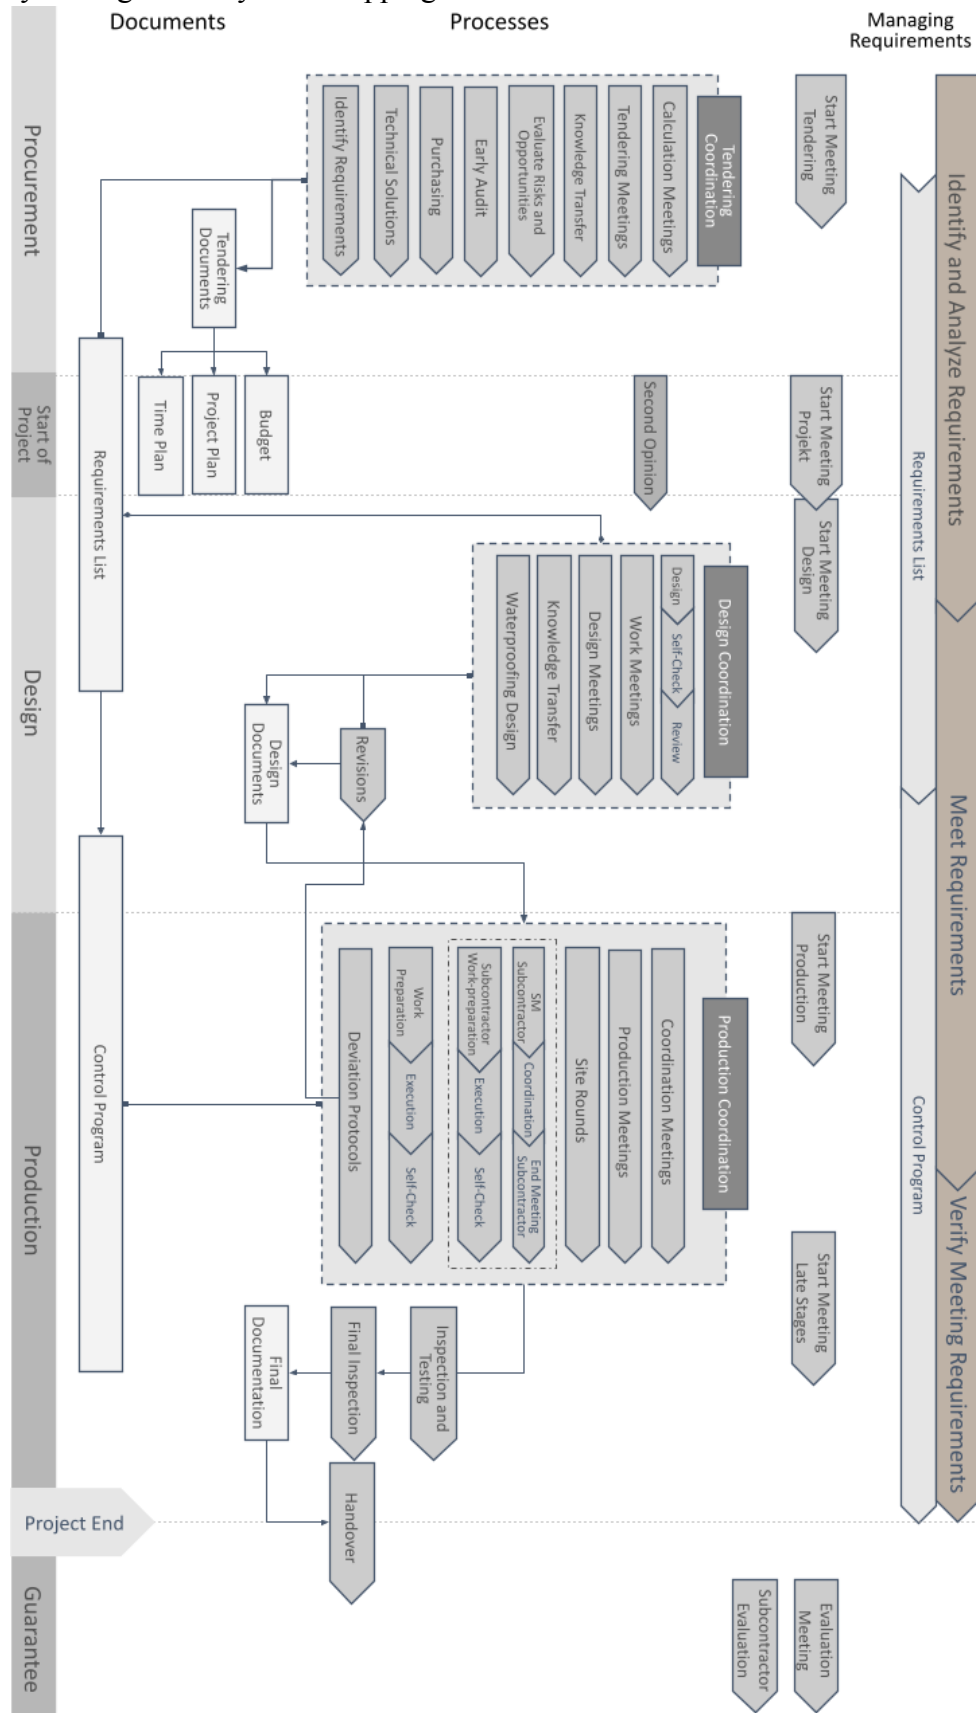 Documents
Processes
Managing
Requirements
Identify and Analyze Requirements
Meet Requirements
Verify Meeting Requirements
Requirements List
Control Program
Start Meeting
Tendering
Start Meeting
Projekt
Start Meeting
Design
Start Meeting
Production
Start Meeting
Late Stages
Evaluation
Meeting
Subcontractor
Evaluation
Tendering
Coordination
Calculation Meetings
Tendering Meetings
Knowledge Transfer
Evaluate Risks and
Opportunities
Early Audit
Purchasing
Technical Solutions
Identify Requirements
Second Opinion
Design Coordination
Design
Self-Check
Review
Work Meetings
Design Meetings
Knowledge Transfer
Waterproofing Design
Production Coordination
Coordination Meetings
Production Meetings
Site Rounds
SM
Subcontractor
Coordination
End Meeting
Subcontractor
Subcontractor
Work-preparation
Execution
Self-Check
Work
Preparation
Execution
Self-Check
Deviation Protocols
Inspection and
Testing
Final Inspection
Handover
Revisions
Tendering
Documents
Budget
Project Plan
Time Plan
Design
Documents
Final
Documentation
Requirements List
Control Program
Procurement
Start of
Project
Design
Production
Project End
Guarantee